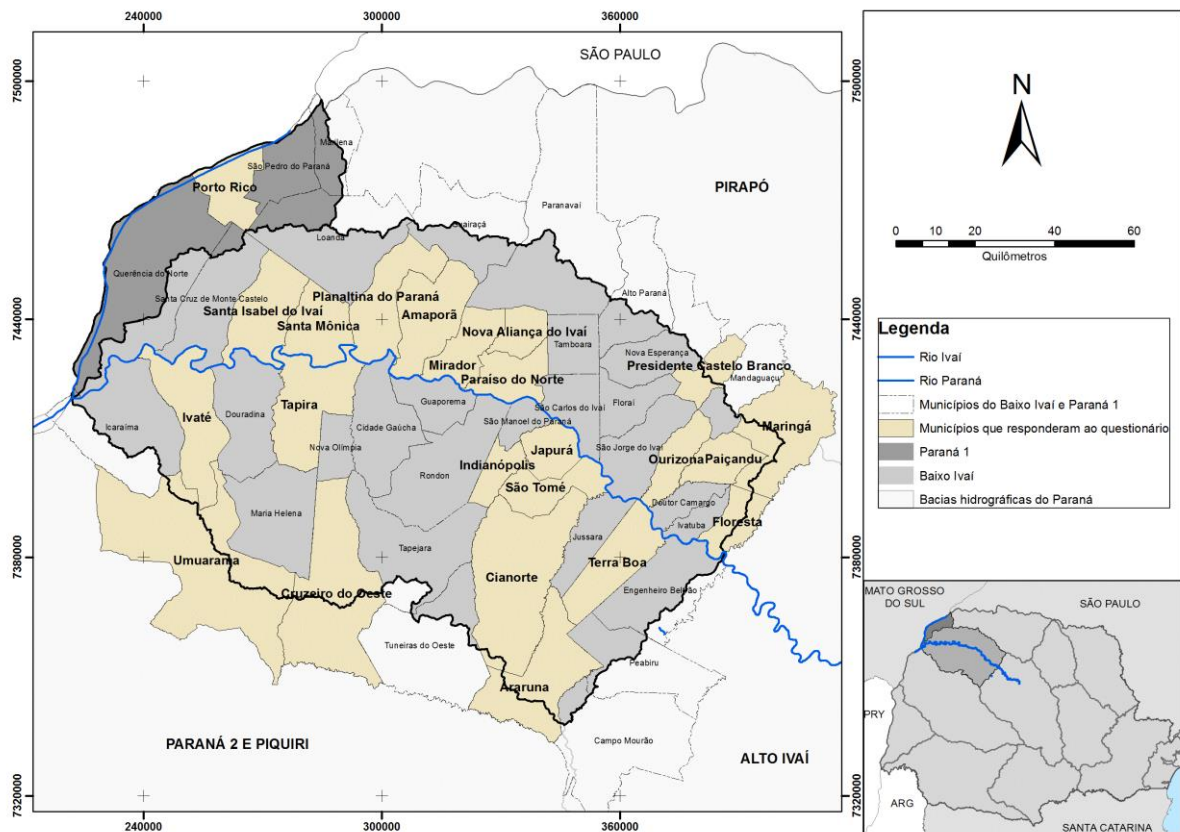 240000
300000
360000
SÃO PAULO
7500000
7500000
Marilena
São Pedro do Paraná
Porto Rico
PIRAPÓ
Paranavaí
Guairaçá
Loanda
Querência do Norte
Alto Paraná
Santa Cruz de Monte Castelo
Planaltina do Paraná
Santa Isabel do Ivaí
Amaporã
Santa Mônica
7440000
7440000
Nova Aliança do Ivaí
Tamboara
Nova Esperança
Presidente Castelo Branco
Mirador
Mandaguaçu
Paraíso do Norte
Guaporema
Floraí
Tapira
São Carlos do Ivaí
Ivaté
Douradina
São Manoel do Paraná
Icaraíma
Cidade Gaúcha
Maringá
Nova Olímpia
Japurá
São Jorge do Ivaí
Indianópolis
Ourizona
Paiçandu
Rondon
São Tomé
Doutor Camargo
Maria Helena
Ivatuba
Floresta
Jussara
Tapejara
7380000
7380000
Umuarama
Terra Boa
Cianorte
Cruzeiro do Oeste
Engenheiro Beltrão
Tuneiras do Oeste
Peabiru
Araruna
PARANÁ 2 E PIQUIRI
Campo Mourão
ALTO IVAÍ
7320000
7320000
240000
300000
360000
N
0 10 20 40 60
Quilômetros
Legenda
Rio Ivaí
Rio Paraná
Municípios do Baixo Ivaí e Paraná 1
Municípios que responderam ao questionário
Paraná 1
Baixo Ivaí
Bacias hidrográficas do Paraná
MATO GROSSO
DO SUL
SÃO PAULO
PRY
ARG
SANTA CATARINA